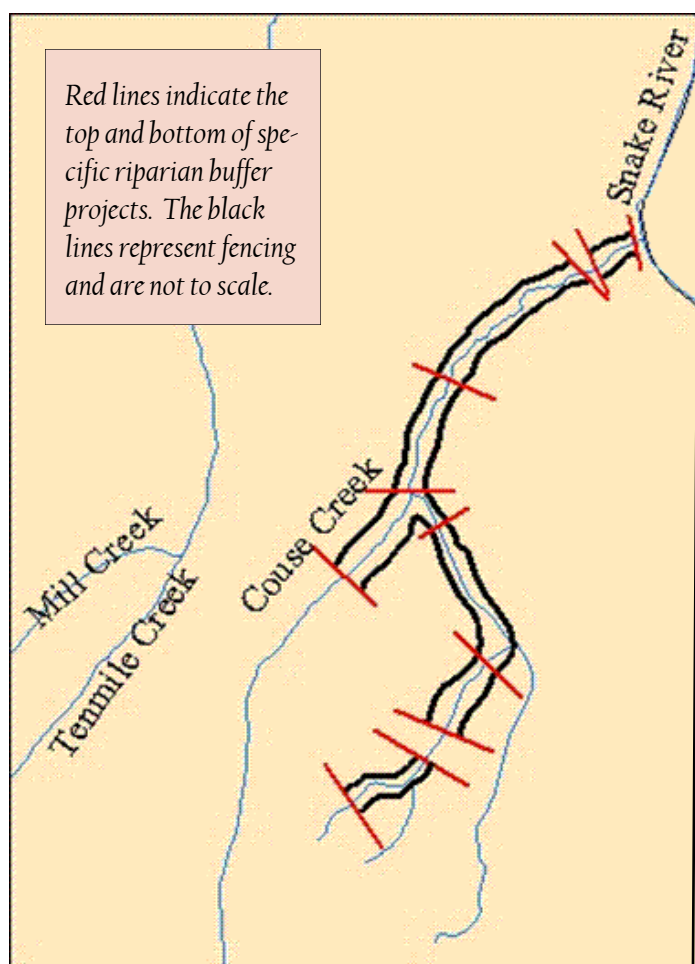 Red lines indicate the
top and bottom of spe-
cific riparian buffer
projects. The black
lines represent fencing
and are not to scale.
Snake River
Couse Creek
Mill Creek
Tenmile Creek